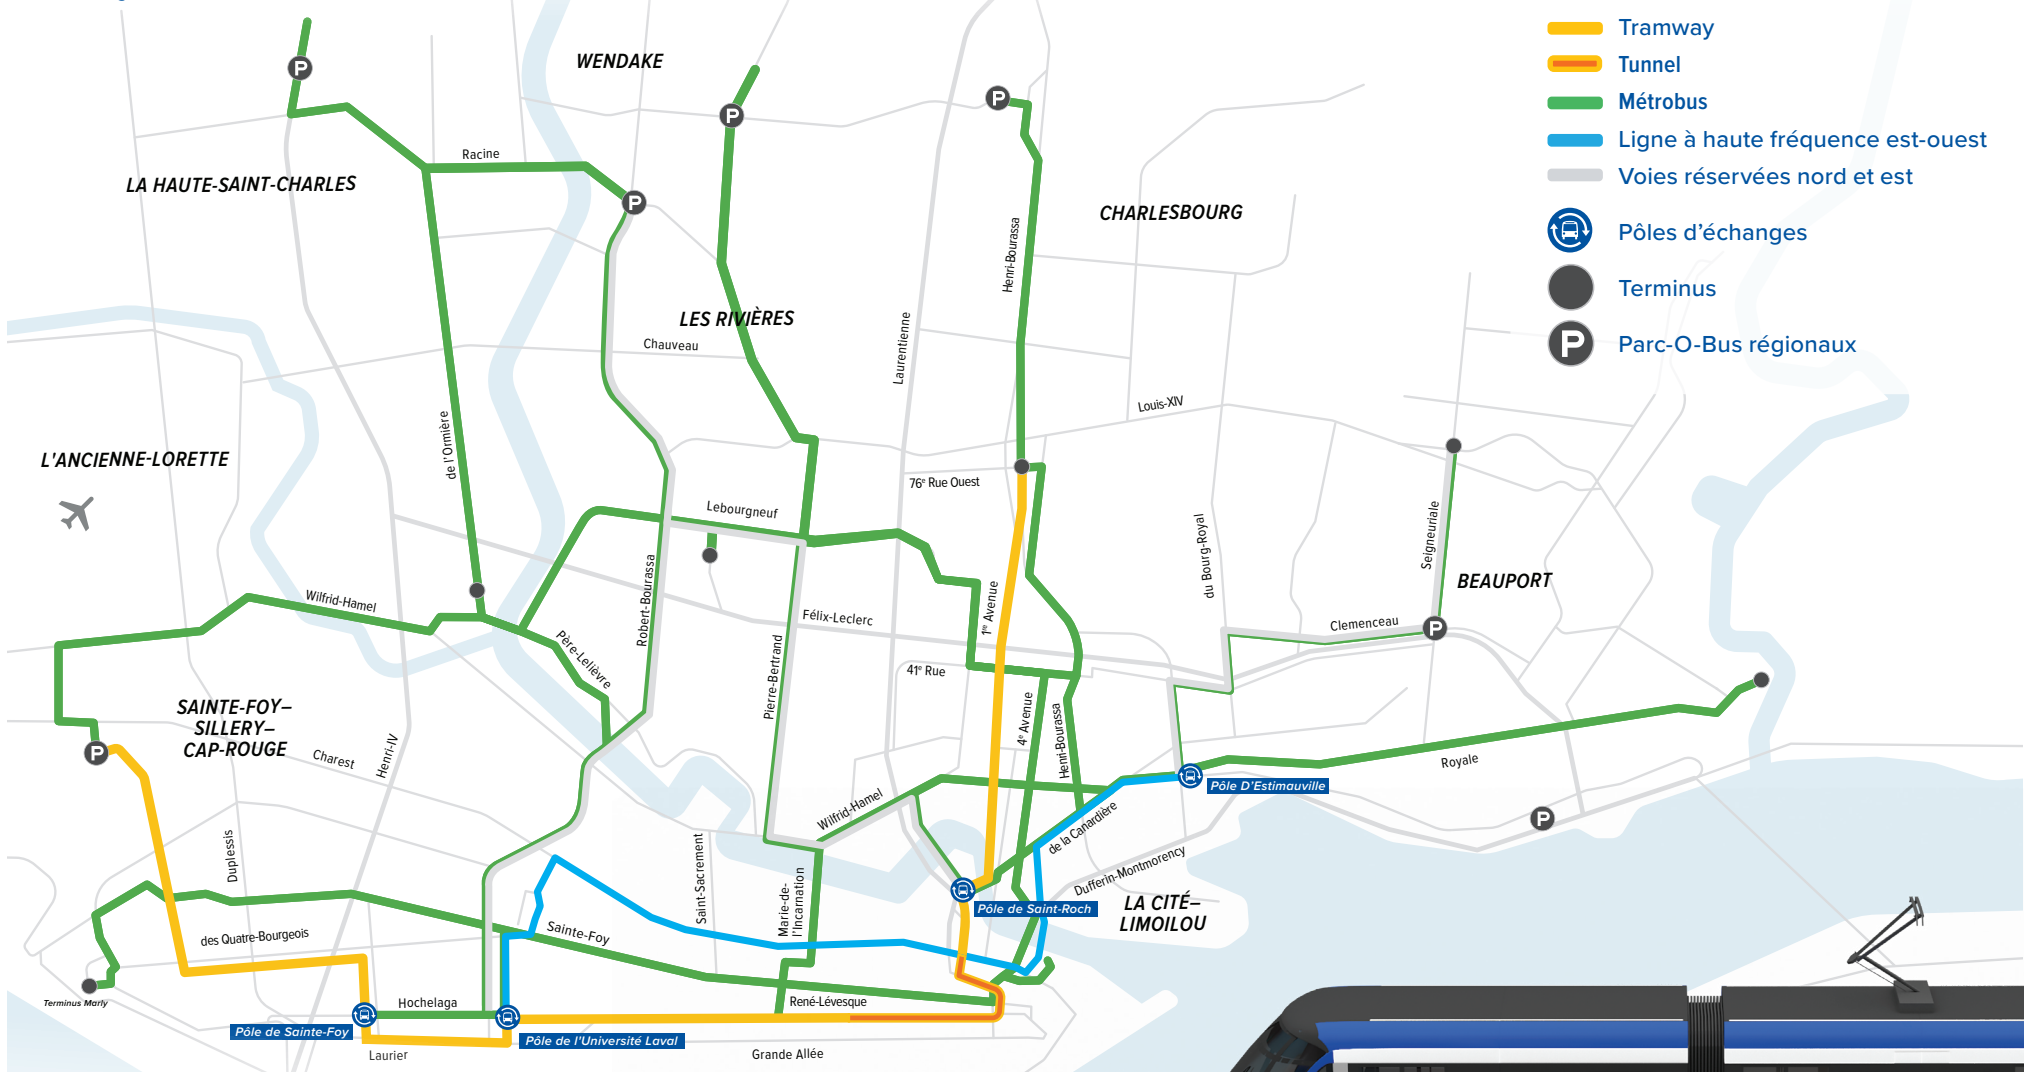 Tramway
Tunnel
Métrobus
Ligne à haute fréquence est-ouest
Voies réservées nord et est
Pôles d'échanges
Terminus
P
Parc-O-Bus régionaux
WENDAKE
P
P
P
Racine
LA HAUTE-SAINT-CHARLES
P
CHARLESBOURG
Henri-Bourassa
LES RIVIÈRES
Chauveau
Laurentienne
Louis-XIV
de l'Ormière
L'ANCIENNE-LORETTE
76e Rue Ouest
Lebourgneuf
Seigneuriale
du Bourg-Royal
BEAUPORT
Wilfrid-Hamel
Robert-Bourassa
1re Avenue
Félix-Leclerc
Clemenceau
P
Père-Lelièvre
Pierre-Bertrand
41e Rue
SAINTE-FOY–
SILLERY–
CAP-ROUGE
4e Avenue
Henri-Bourassa
P
Charest
Henri-IV
Royale
Pôle D'Estimauville
Wilfrid-Hamel
de la Canardière
P
Duplessis
Saint-Sacrement
Dufferin-Montmorency
Marie-de-
l'Incarnation
Pôle de Saint-Roch
LA CITÉ–
LIMOILOU
des Quatre-Bourgeois
Sainte-Foy
Terminus Marly
Hochelaga
René-Lévesque
Pôle de Sainte-Foy
Pôle de l'Université Laval
Laurier
Grande Allée